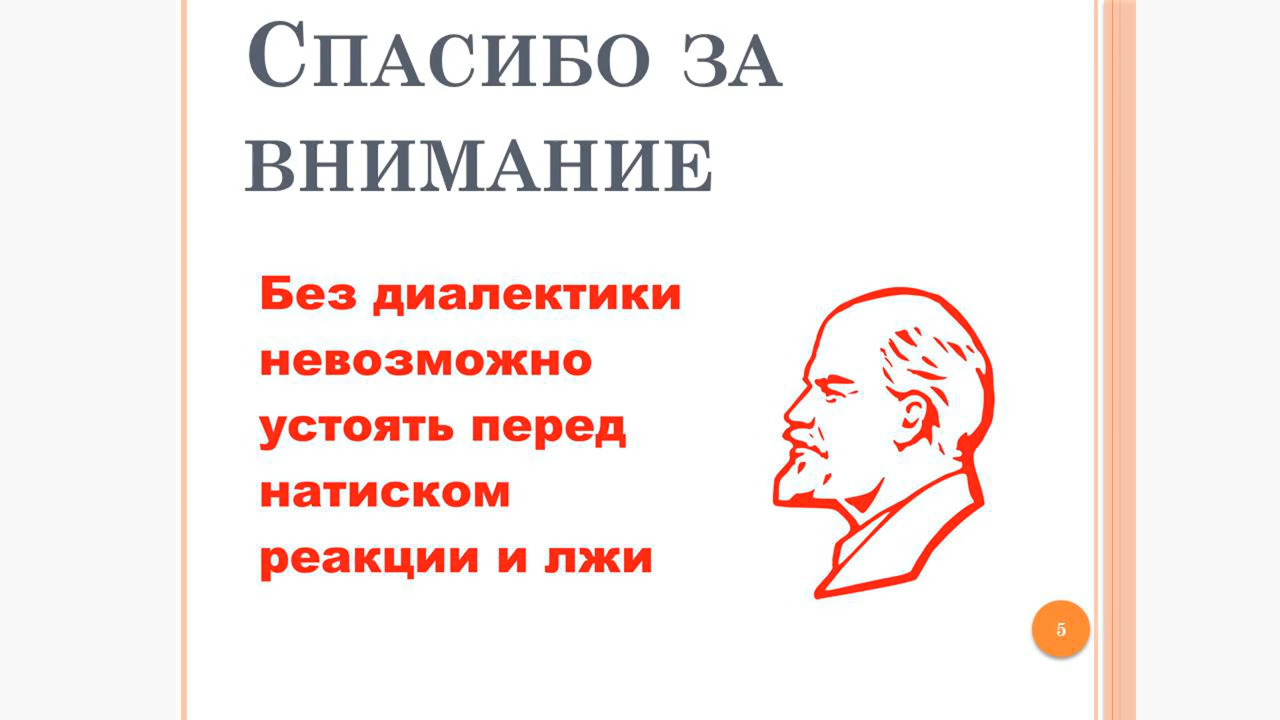 Спасибо за
внимание
Без диалектики
невозможно
устоять перед
натиском
реакции и лжи
5